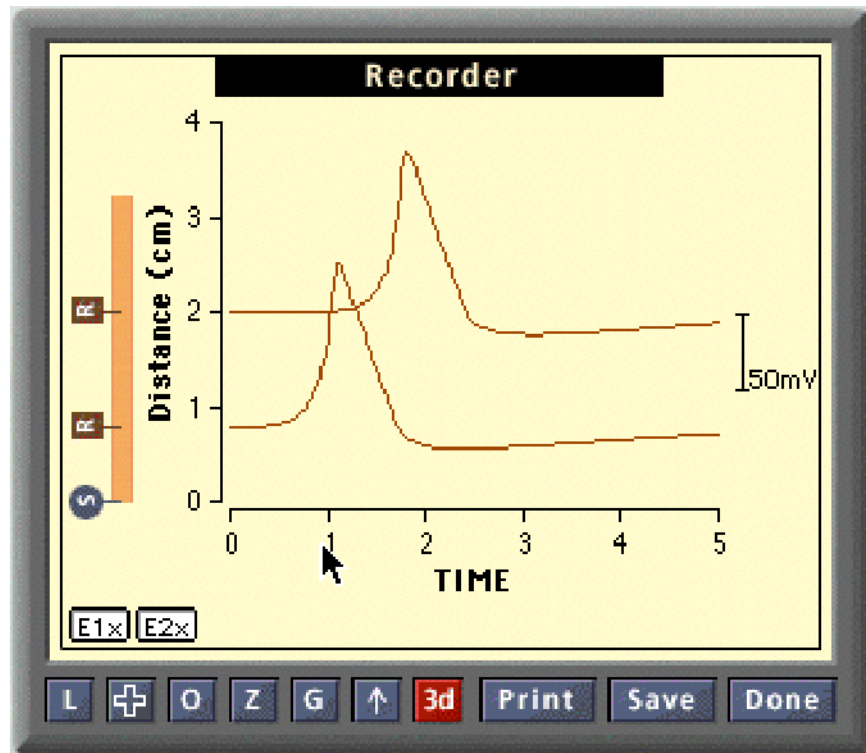 Recorder
4
3
2
1
0
Distance (cm)
R
R
S
50mV
0 1 2 3 4 5
TIME
E1x E2x
L O Z G ↑ 3d Print Save Done